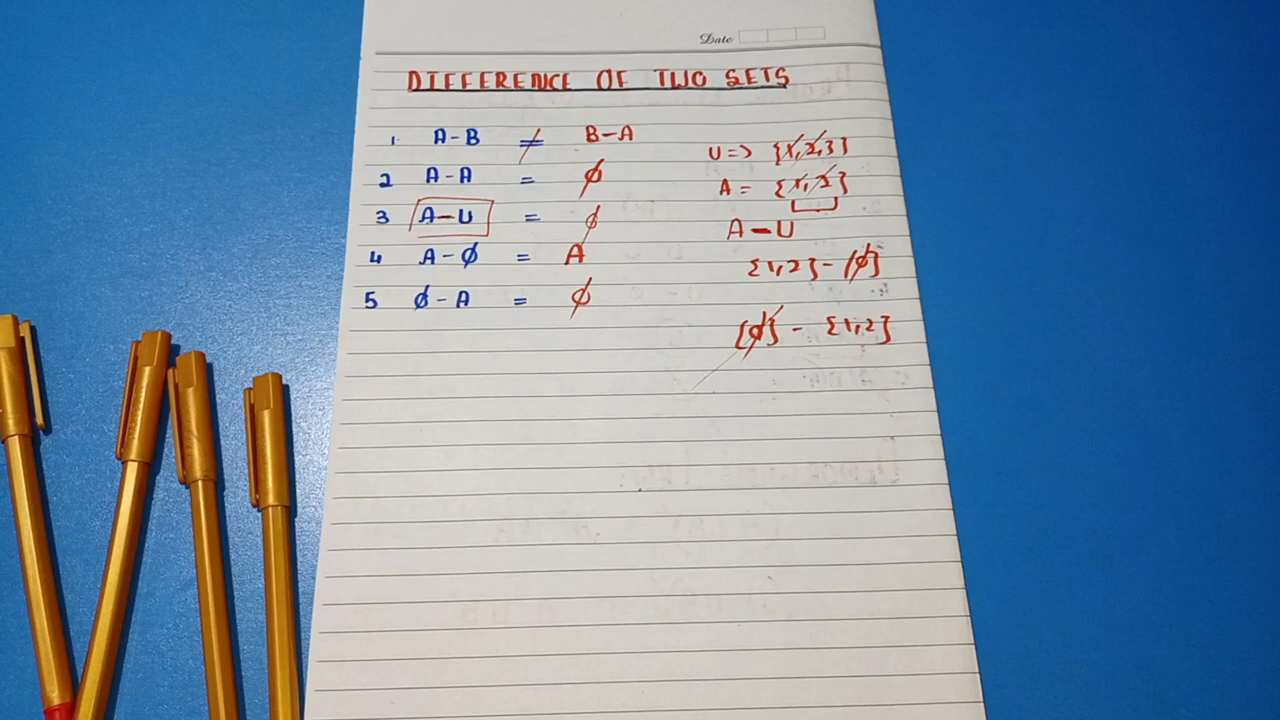 Date
DIFFERENCE OF TWO SETS
1. A-B ≠ B-A
2 A-A = ϕ
3 A-U = ϕ
4 A-ϕ = A
5 ϕ-A = ϕ
U => {1,2,3}
A = {1,2}
A-U
{1,2} - {ϕ}
{ϕ} - {1,2}